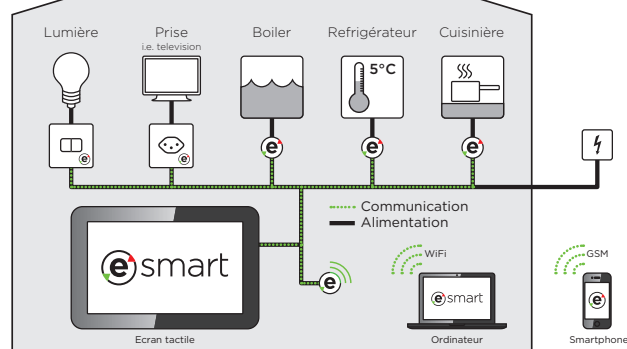 Lumière
Prise
i.e. television
Boiler
Refrigérateur
Cuisinière
5°C
e
e
e
e
e
Communication
Alimentation
e smart
e
WiFi
GSM
e smart
e
Ecran tactile
Ordinateur
Smartphone